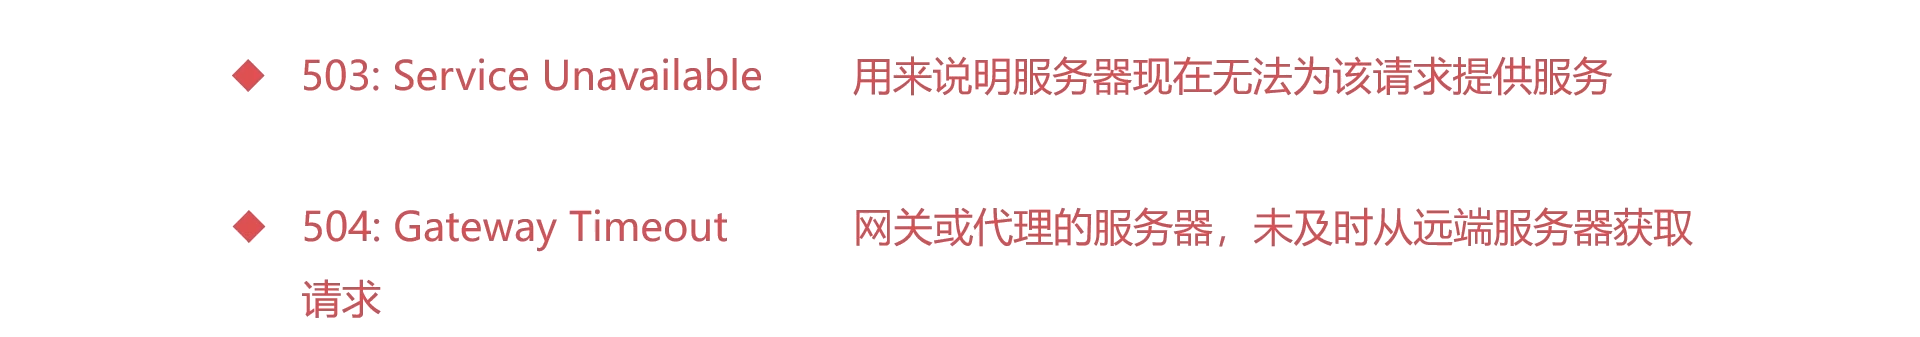 ◆ 503: Service Unavailable 用来说明服务器现在无法为该请求提供服务
◆ 504: Gateway Timeout 网关或代理的服务器，未及时从远端服务器获取
请求